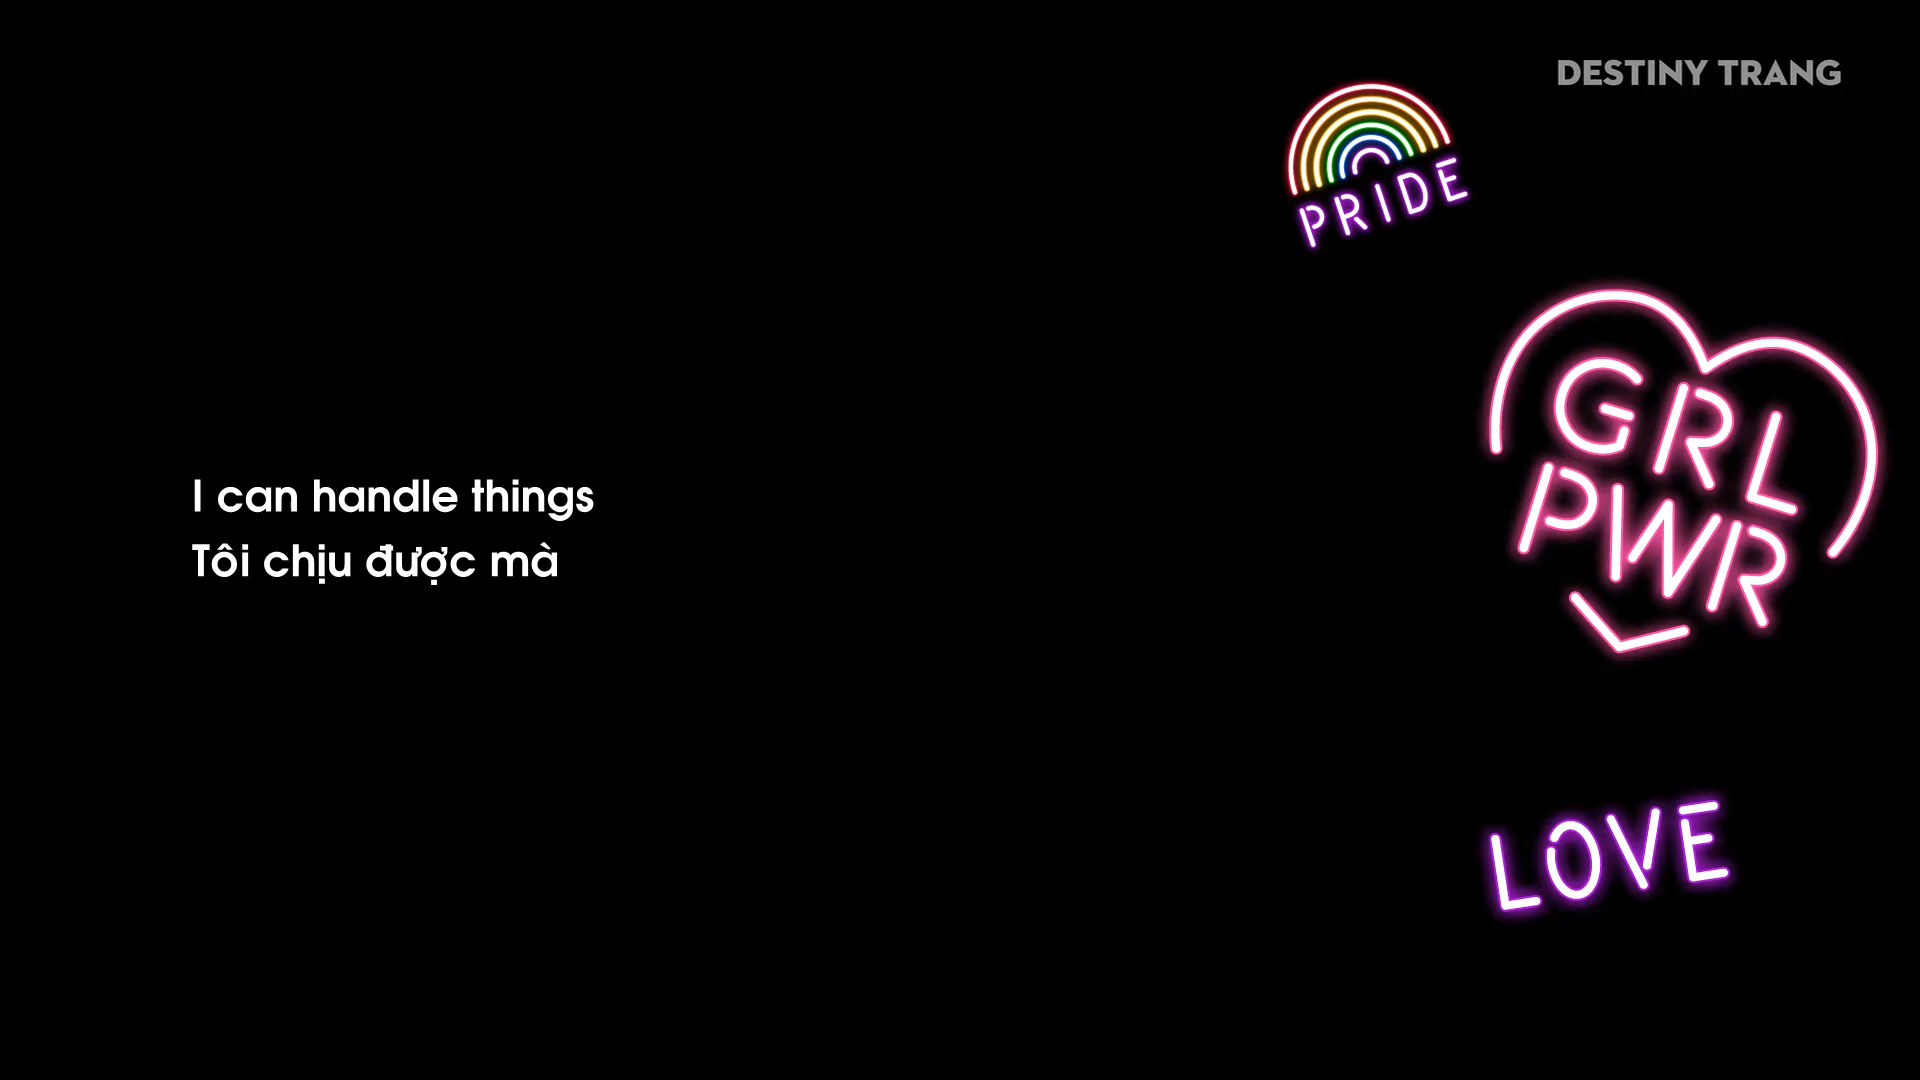 DESTINY TRANG
PRIDE
GRL
PWR
I can handle things
Tôi chịu được mà
LOVE